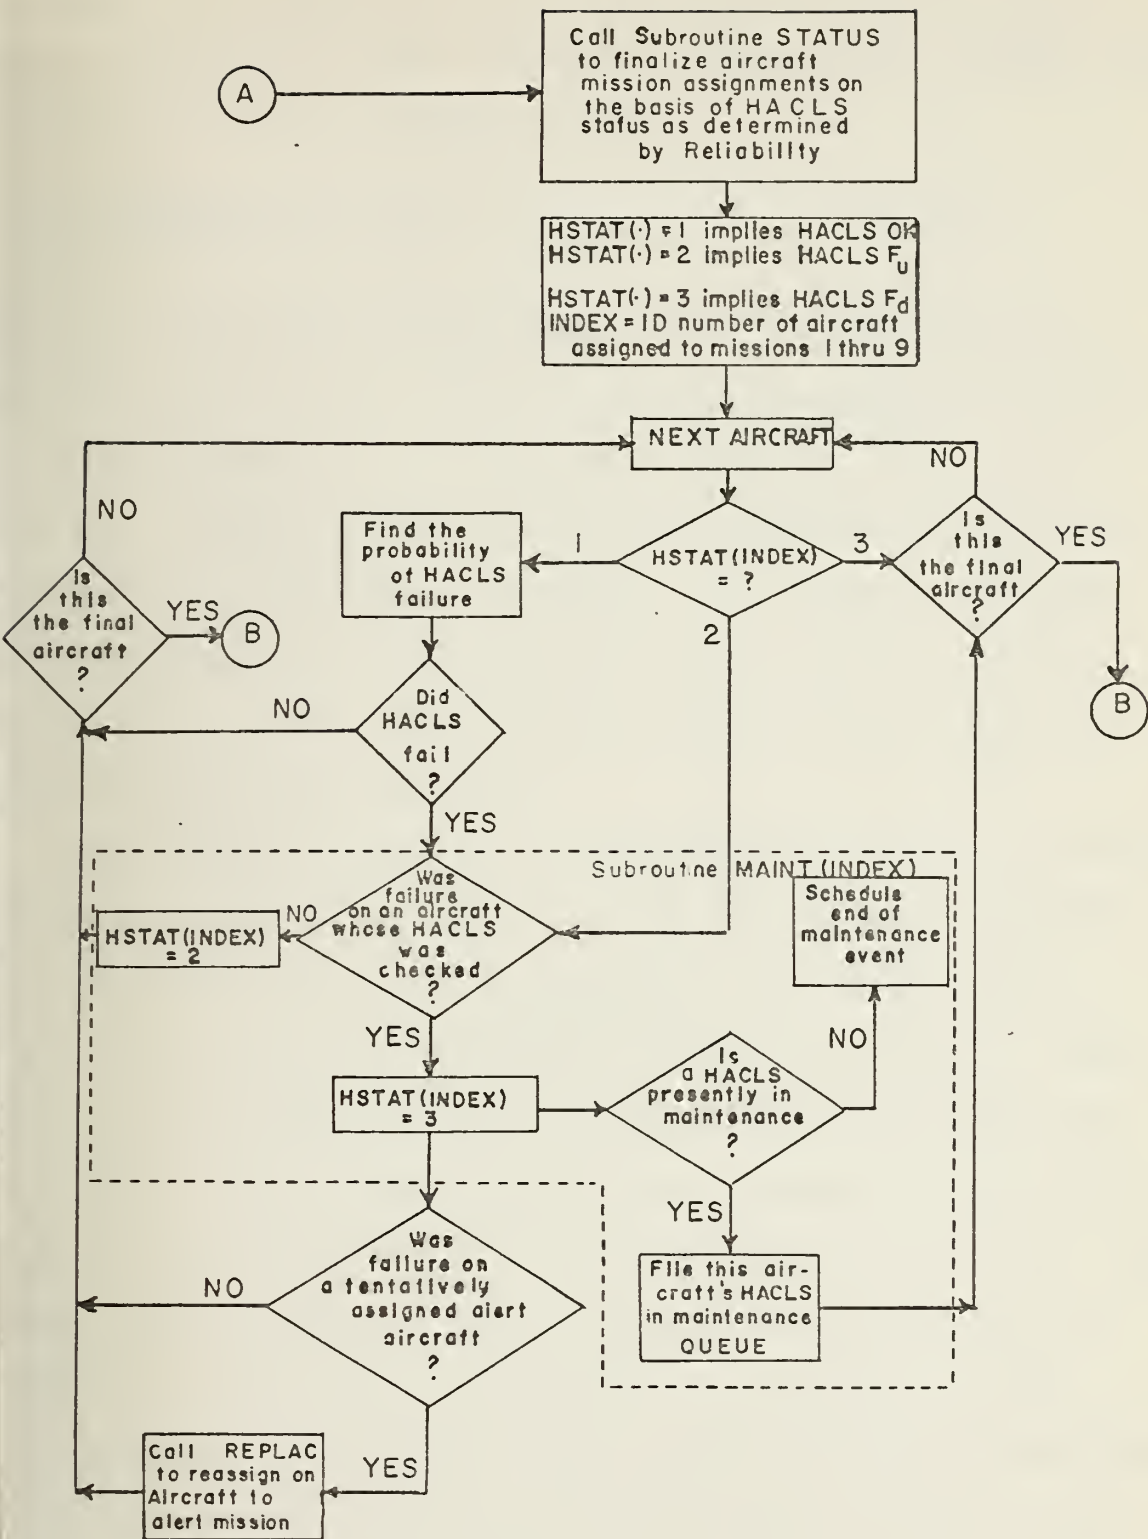 A
Call Subroutine STATUS
to finalize aircraft
mission assignments on
the basis of HACLS
status as determined
by Reliability
HSTAT(·) = 1 implies HACLS OK
HSTAT(·) = 2 implies HACLS Fu
HSTAT(·) = 3 implies HACLS Fd
INDEX = ID number of aircraft
assigned to missions 1 thru 9
NEXT AIRCRAFT
NO
NO
Find the
probability
of HACLS
failure
1
HSTAT(INDEX)
= ?
3
2
Is
this
the final
aircraft
?
YES
B
Is
this
the final
aircraft
?
YES
B
Did
HACLS
fail
?
NO
YES
Subroutine MAINT(INDEX)
Was
failure
on an aircraft
whose HACLS
was
checked
?
NO
HSTAT(INDEX)
= 2
Schedule
end of
maintenance
event
YES
NO
HSTAT(INDEX)
= 3
Is
a HACLS
presently in
maintenance
?
YES
File this air-
craft's HACLS
in maintenance
QUEUE
Was
failure on
a tentatively
assigned alert
aircraft
?
NO
YES
Call REPLAC
to reassign an
Aircraft to
alert mission